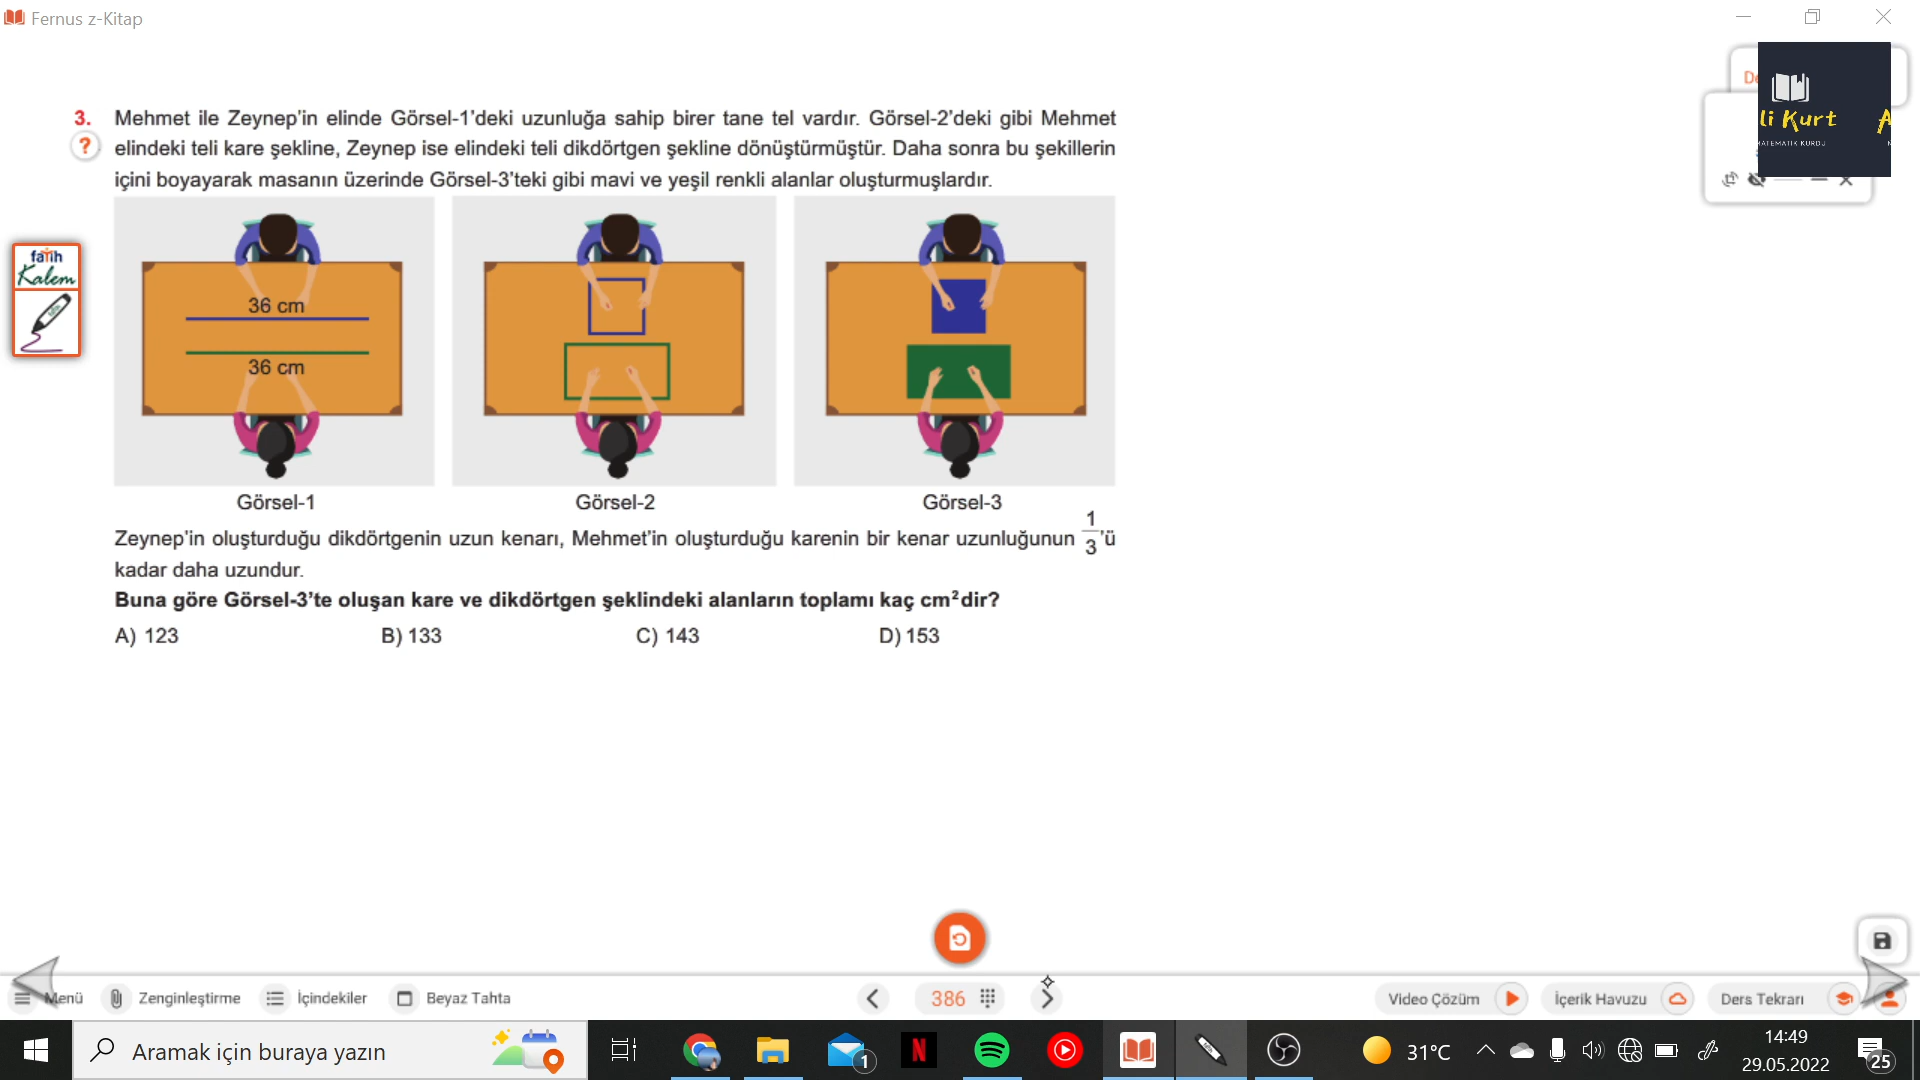 Fernus z-Kitap
3. Mehmet ile Zeynep'in elinde Görsel-1'deki uzunluğa sahip birer tane tel vardır. Görsel-2'deki gibi Mehmet
? elindeki teli kare şekline, Zeynep ise elindeki teli dikdörtgen şekline dönüştürmüştür. Daha sonra bu şekillerin
içini boyayarak masanın üzerinde Görsel-3'teki gibi mavi ve yeşil renkli alanlar oluşturmuşlardır.
li Kurt
MATEMATİK KURDU
fatih
Kalem
36 cm
36 cm
Görsel-1 Görsel-2 Görsel-3
Zeynep'in oluşturduğu dikdörtgenin uzun kenarı, Mehmet'in oluşturduğu karenin bir kenar uzunluğunun 1/3'ü
kadar daha uzundur.
Buna göre Görsel-3'te oluşan kare ve dikdörtgen şeklindeki alanların toplamı kaç cm²dir?
A) 123 B) 133 C) 143 D) 153
Menü Zenginleştirme İçindekiler Beyaz Tahta 386 Video Çözüm İçerik Havuzu Ders Tekrarı
Aramak için buraya yazın 1 N 31°C 14:49
29.05.2022 25